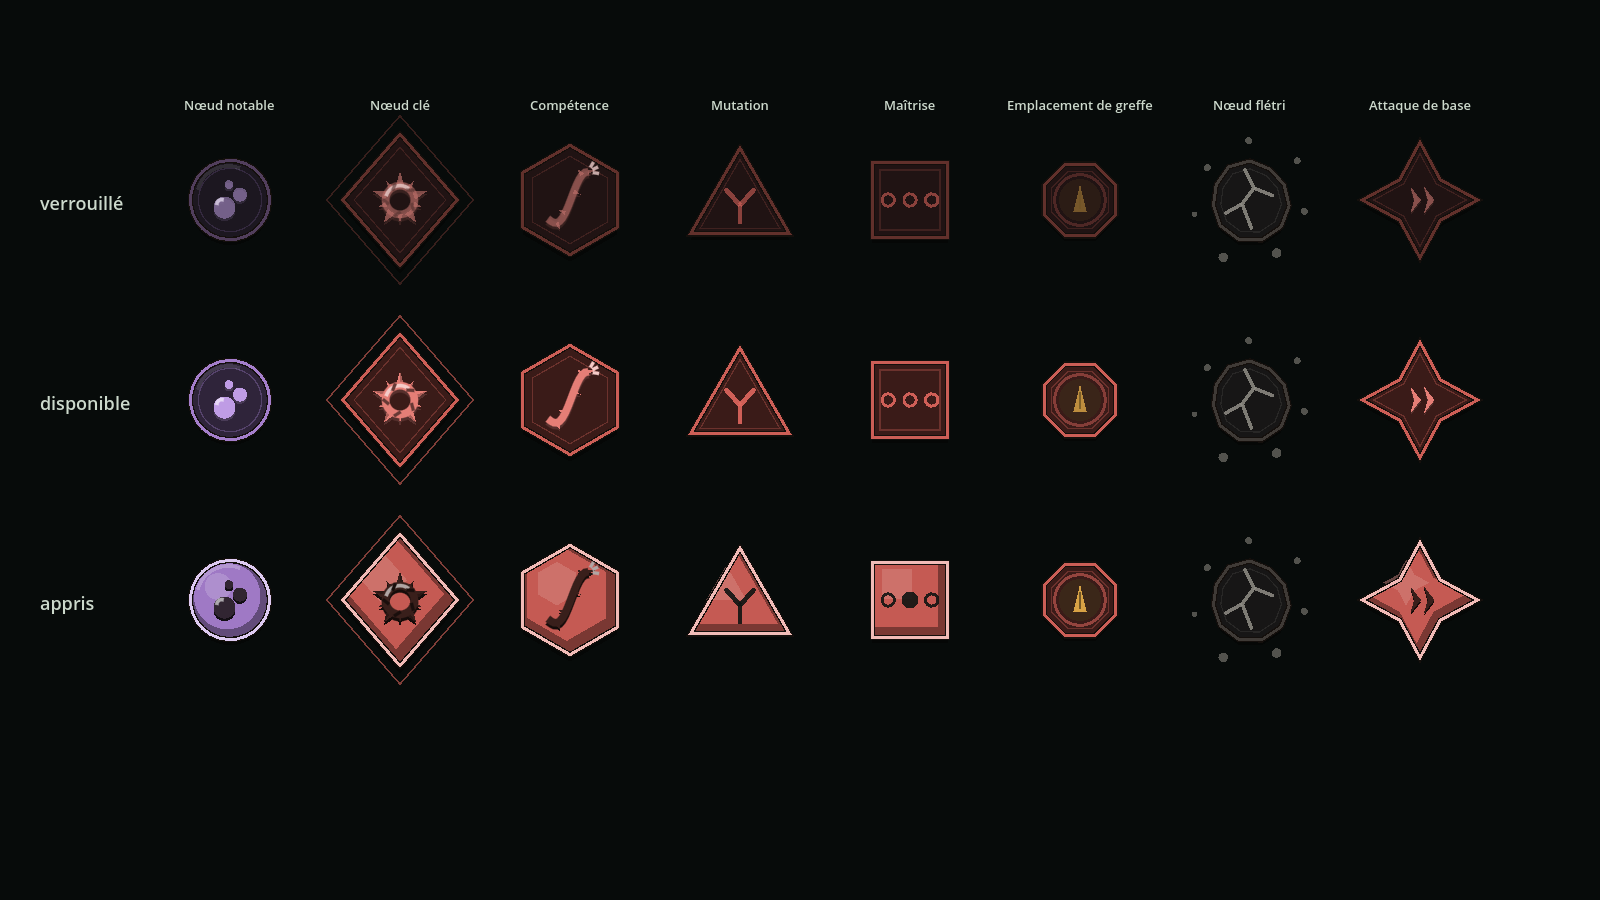 Nœud notable
Nœud clé
Compétence
Mutation
Maîtrise
Emplacement de greffe
Nœud flétri
Attaque de base
verrouillé
disponible
appris